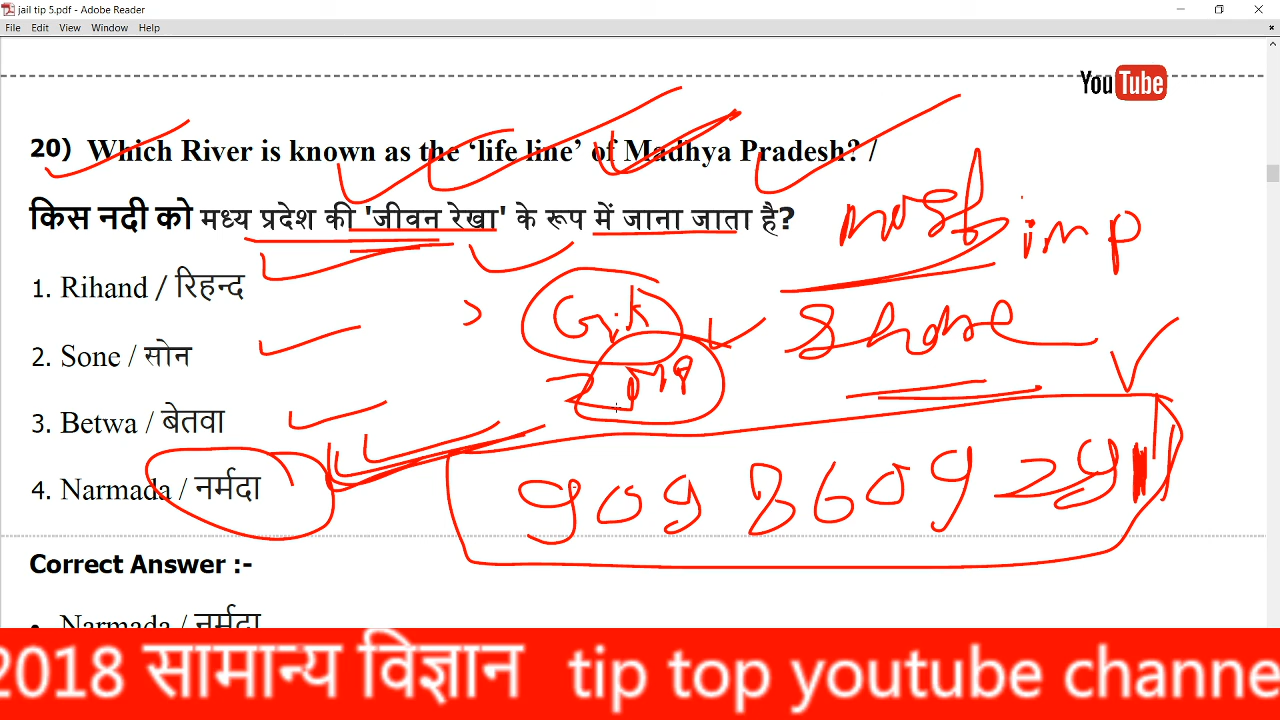 jail tip 5.pdf - Adobe Reader
File Edit View Window Help
YouTube
20) Which River is known as the ‘life line’ of Madhya Pradesh? /
किस नदी को मध्य प्रदेश की 'जीवन रेखा' के रूप में जाना जाता है?
most imp
1. Rihand / रिहन्द
G.K
Share
2. Sone / सोन
2018
3. Betwa / बेतवा
4. Narmada / नर्मदा
Correct Answer :-
• Narmada / नर्मदा
2018 सामान्य विज्ञान tip top youtube channe